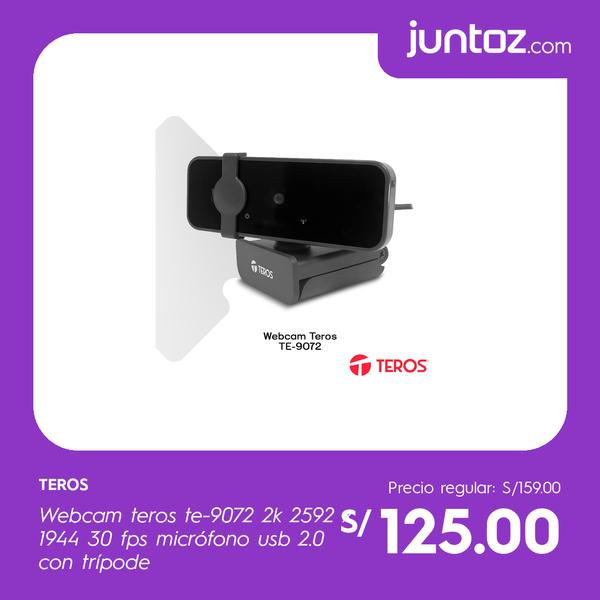 juntoz.com
TEROS
Webcam Teros
TE-9072
TEROS
TEROS
Precio regular: S/159.00
Webcam teros te-9072 2k 2592
1944 30 fps micrófono usb 2.0
con trípode
S/125.00